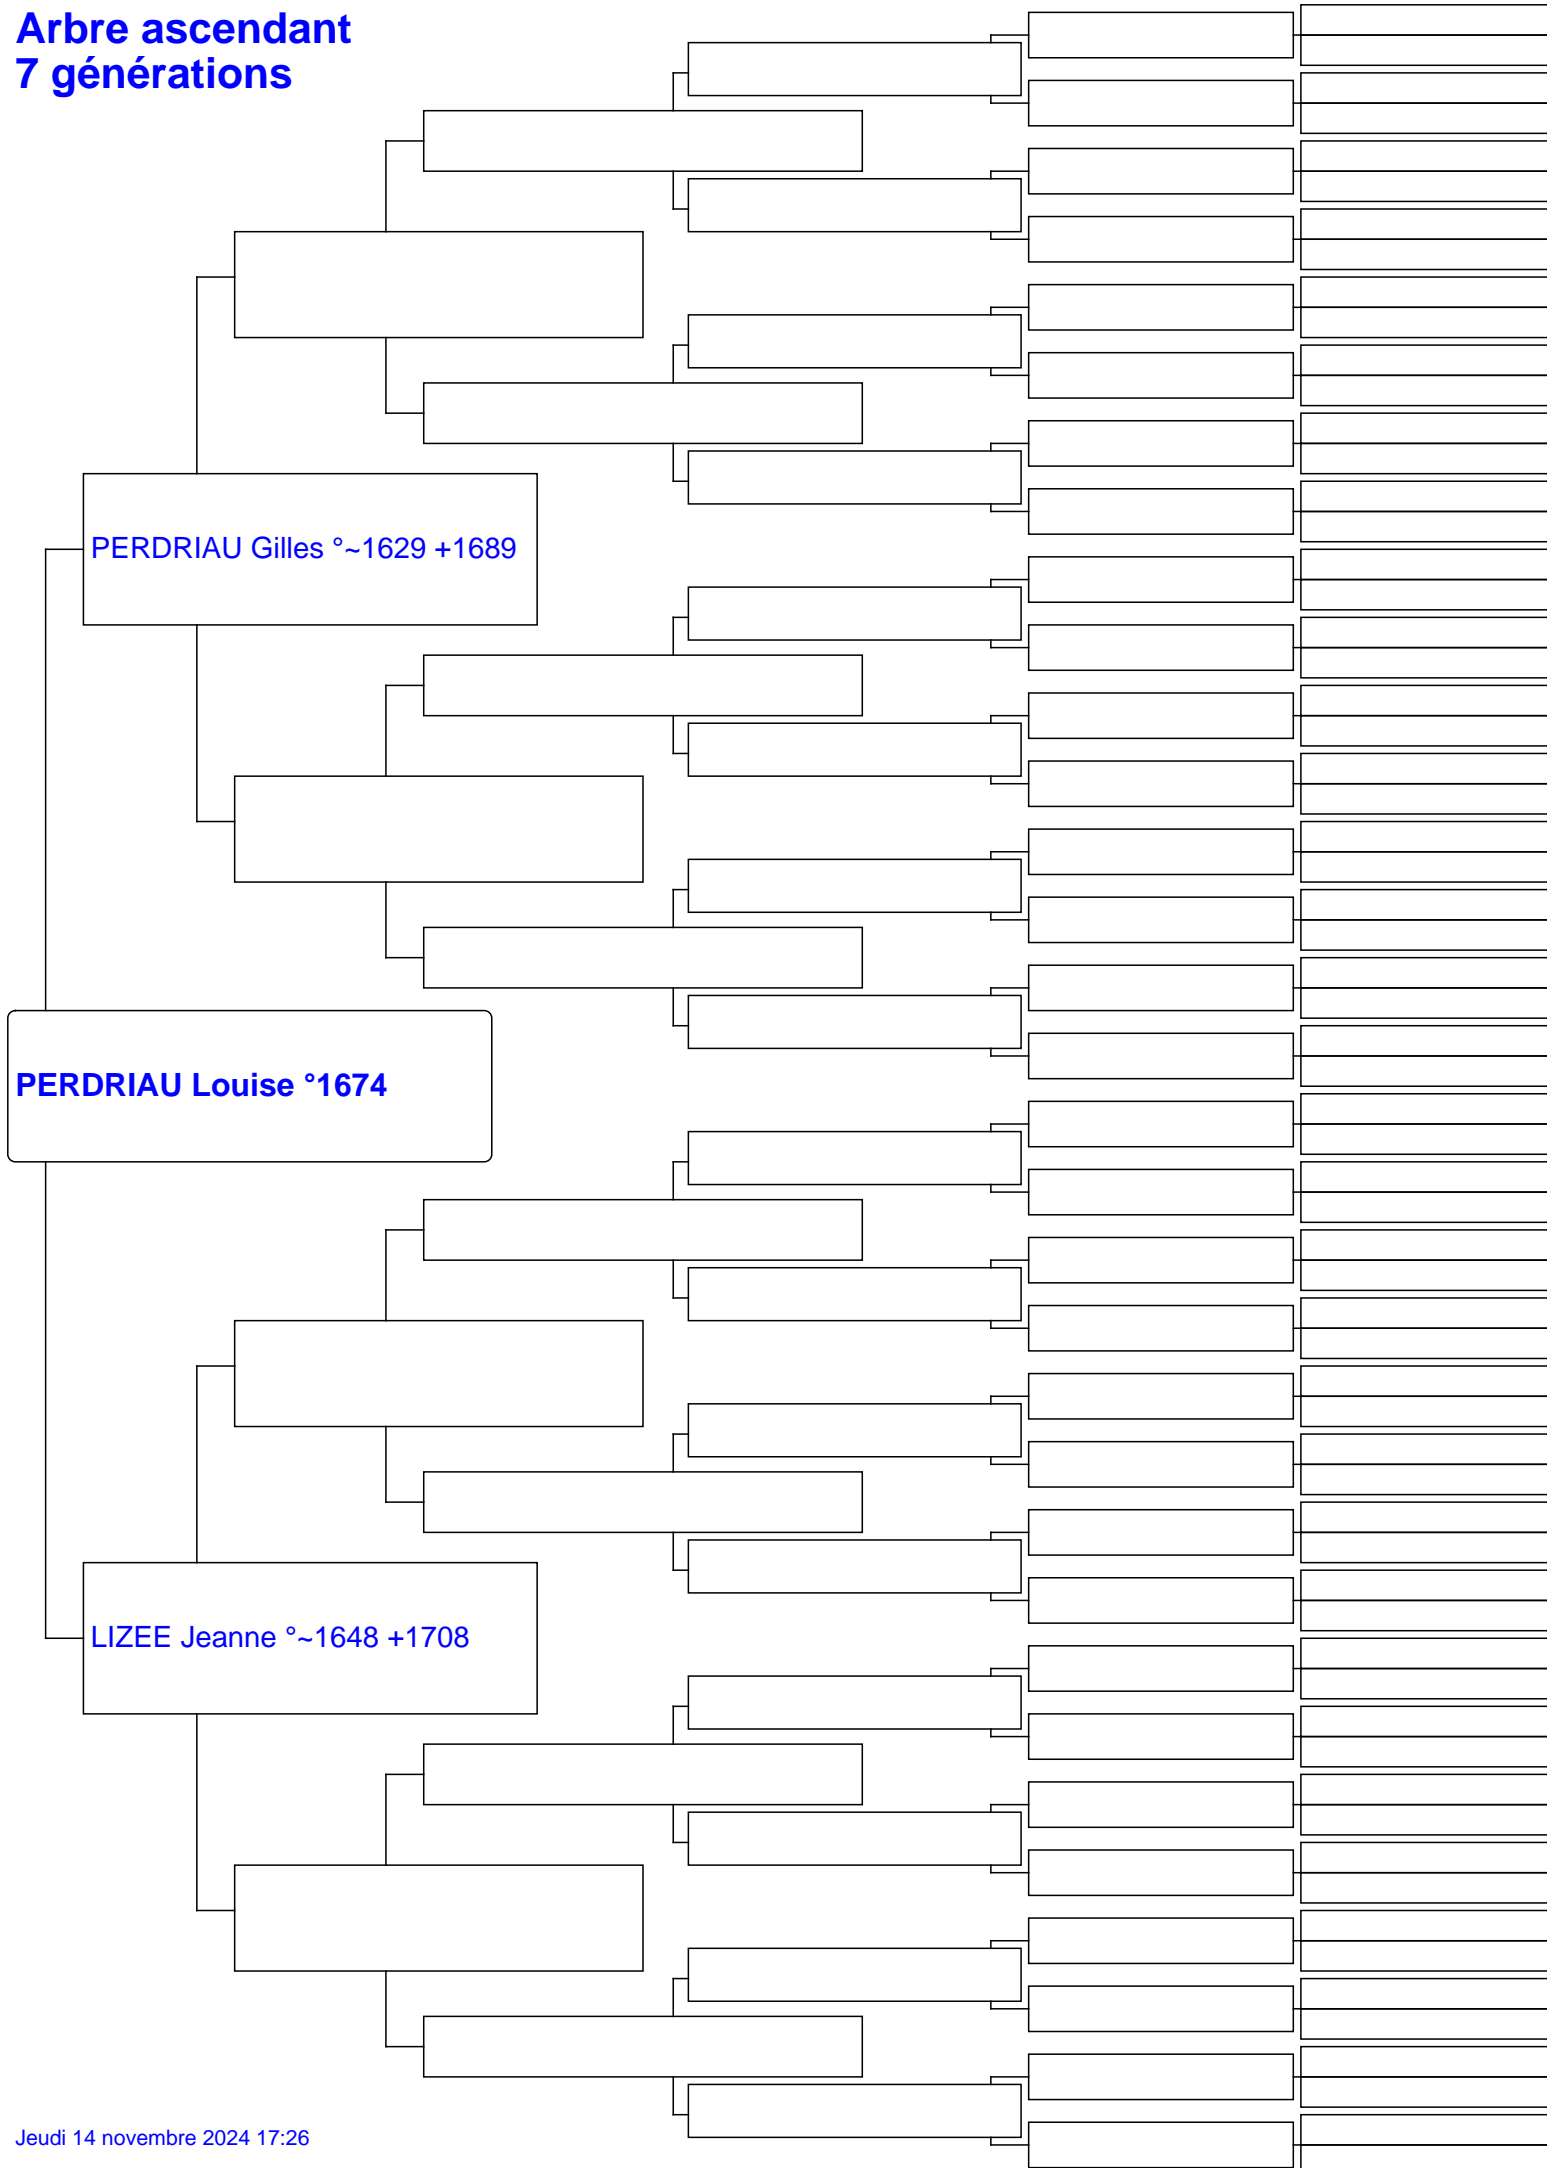 Arbre ascendant
7 générations
PERDRIAU Gilles °~1629 +1689
PERDRIAU Louise °1674
LIZEE Jeanne °~1648 +1708
Jeudi 14 novembre 2024 17:26